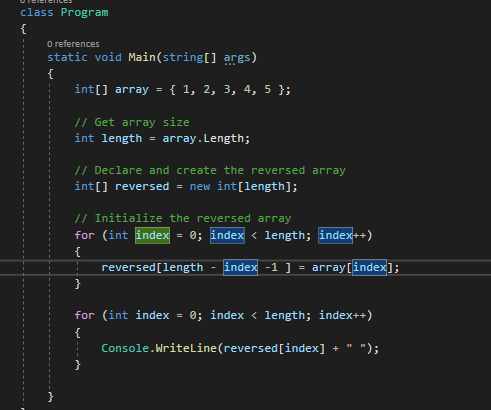 0 references
class Program
{
0 references
static void Main(string[] args)
{
int[] array = { 1, 2, 3, 4, 5 };
// Get array size
int length = array.Length;
// Declare and create the reversed array
int[] reversed = new int[length];
// Initialize the reversed array
for (int index = 0; index < length; index++)
{
reversed[length - index -1 ] = array[index];
}
for (int index = 0; index < length; index++)
{
Console.WriteLine(reversed[index] + " ");
}
}